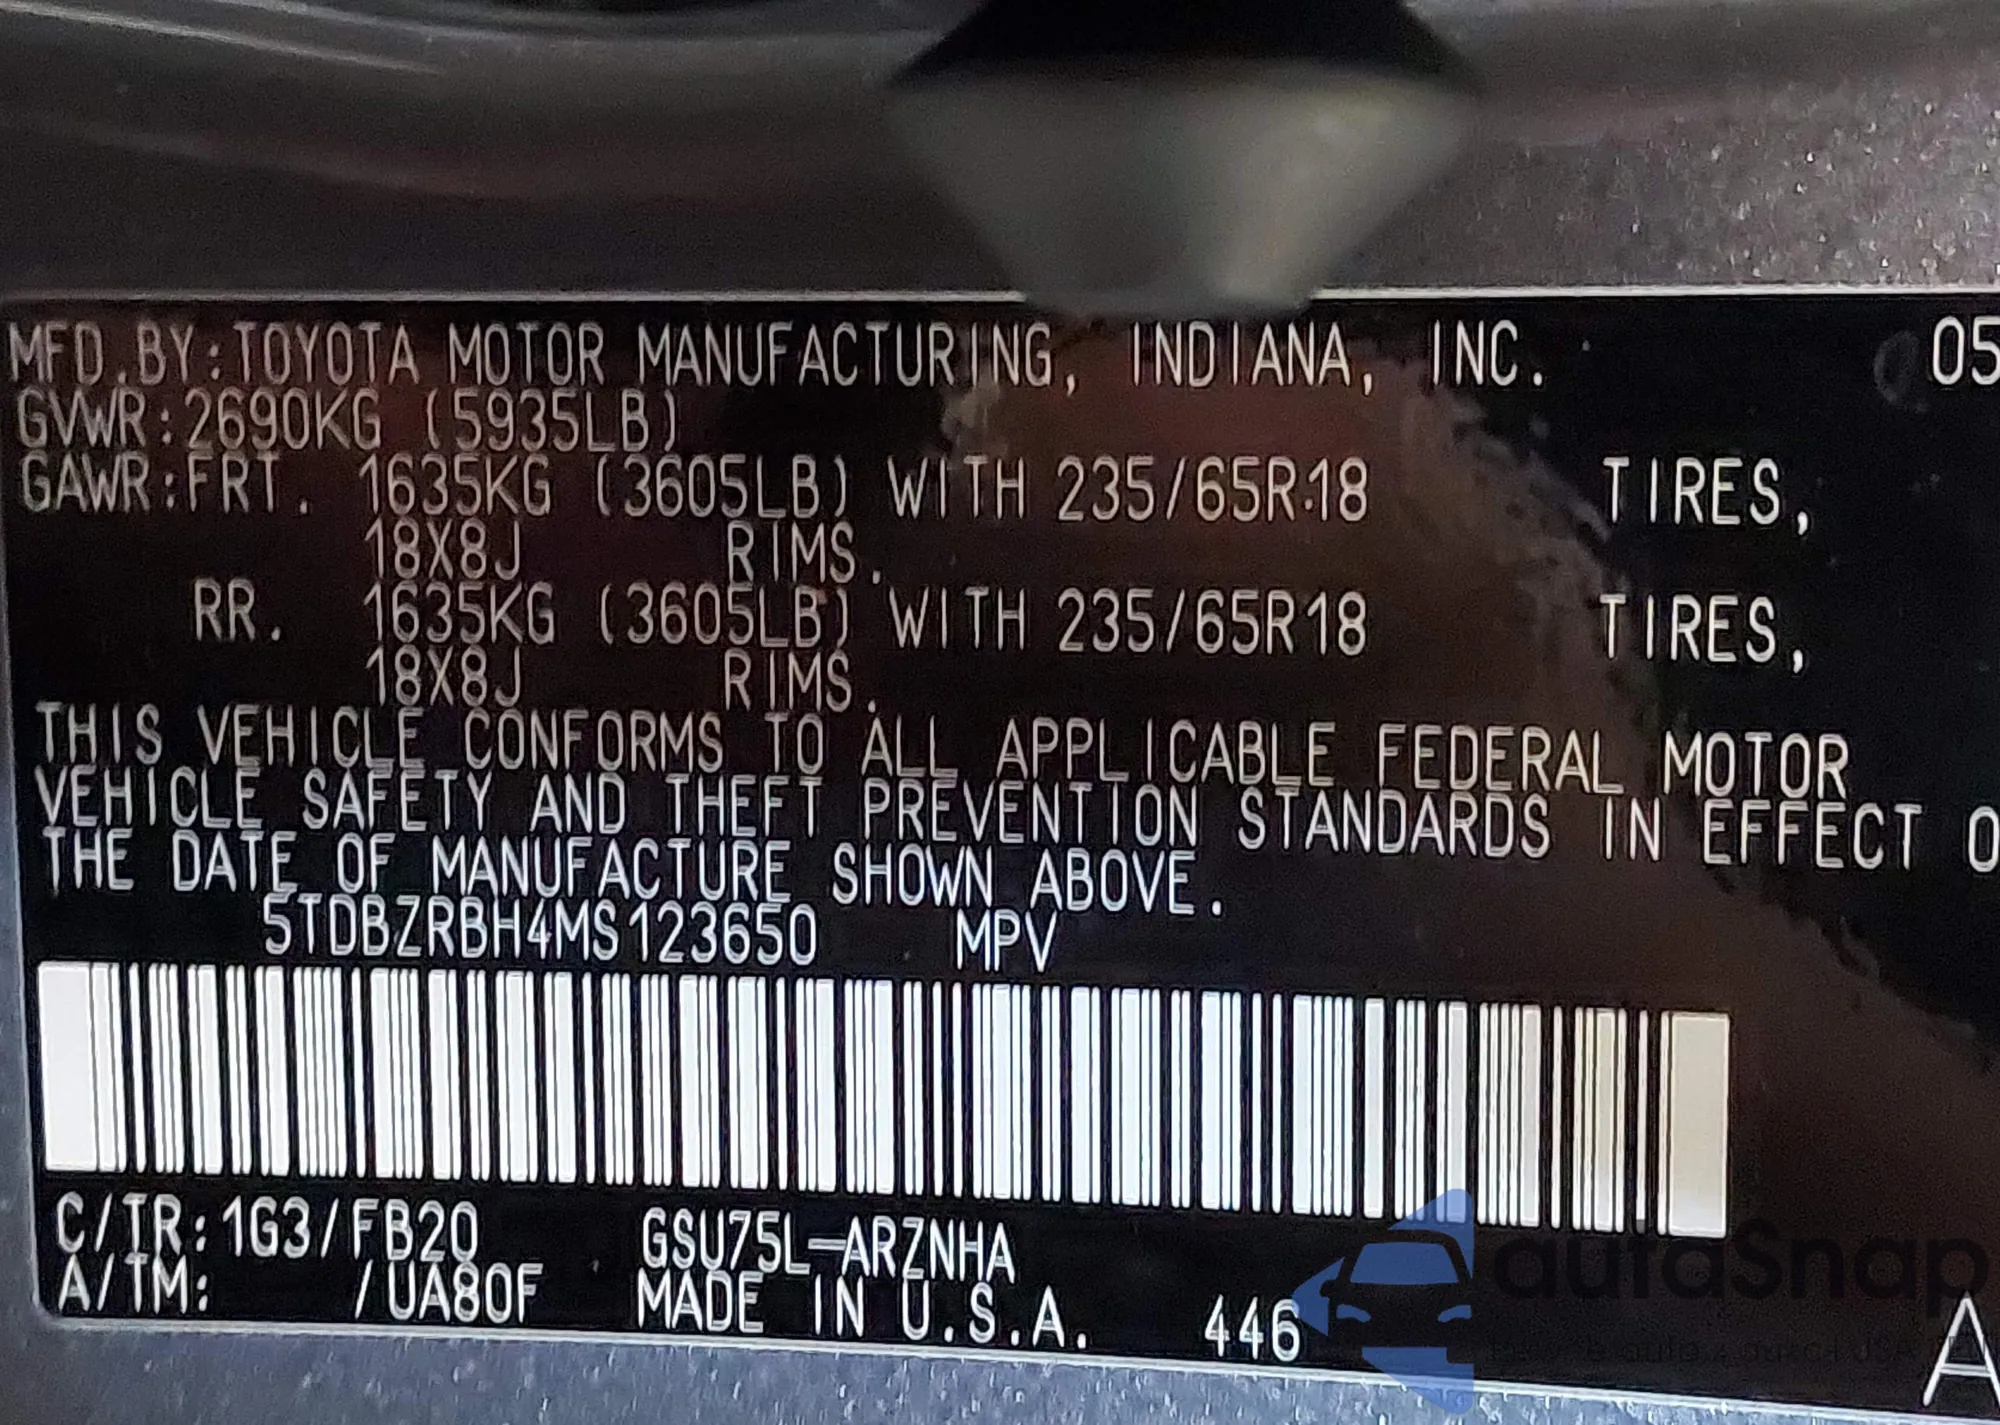 MFD.BY:TOYOTA MOTOR MANUFACTURING, INDIANA, INC. 05
GVWR:2690KG (5935LB)
GAWR:FRT. 1635KG (3605LB) WITH 235/65R18 TIRES,
18X8J RIMS.
RR. 1635KG (3605LB) WITH 235/65R18 TIRES,
18X8J RIMS.
THIS VEHICLE CONFORMS TO ALL APPLICABLE FEDERAL MOTOR
VEHICLE SAFETY AND THEFT PREVENTION STANDARDS IN EFFECT O
THE DATE OF MANUFACTURE SHOWN ABOVE.
5TDBZRBH4MS123650 MPV
C/TR:1G3/FB20 GSU75L-ARZNHA
A/TM: /UA80F MADE IN U.S.A. 446 A
autoSnap